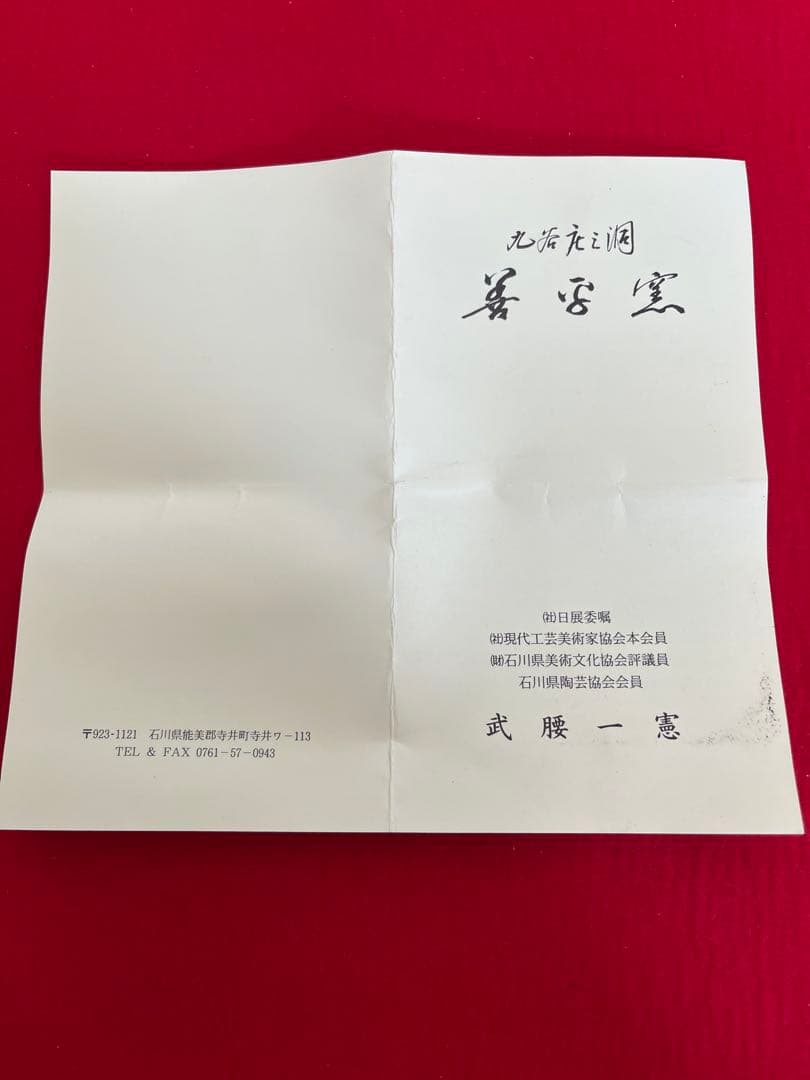 九谷庄三洞
善平窯
㈳日展委嘱
㈳現代工芸美術家協会本会員
㈶石川県美術文化協会評議員
石川県陶芸協会会員
武腰一憲
〒923-1121 石川県能美郡寺井町寺井ワ-113
TEL & FAX 0761-57-0943